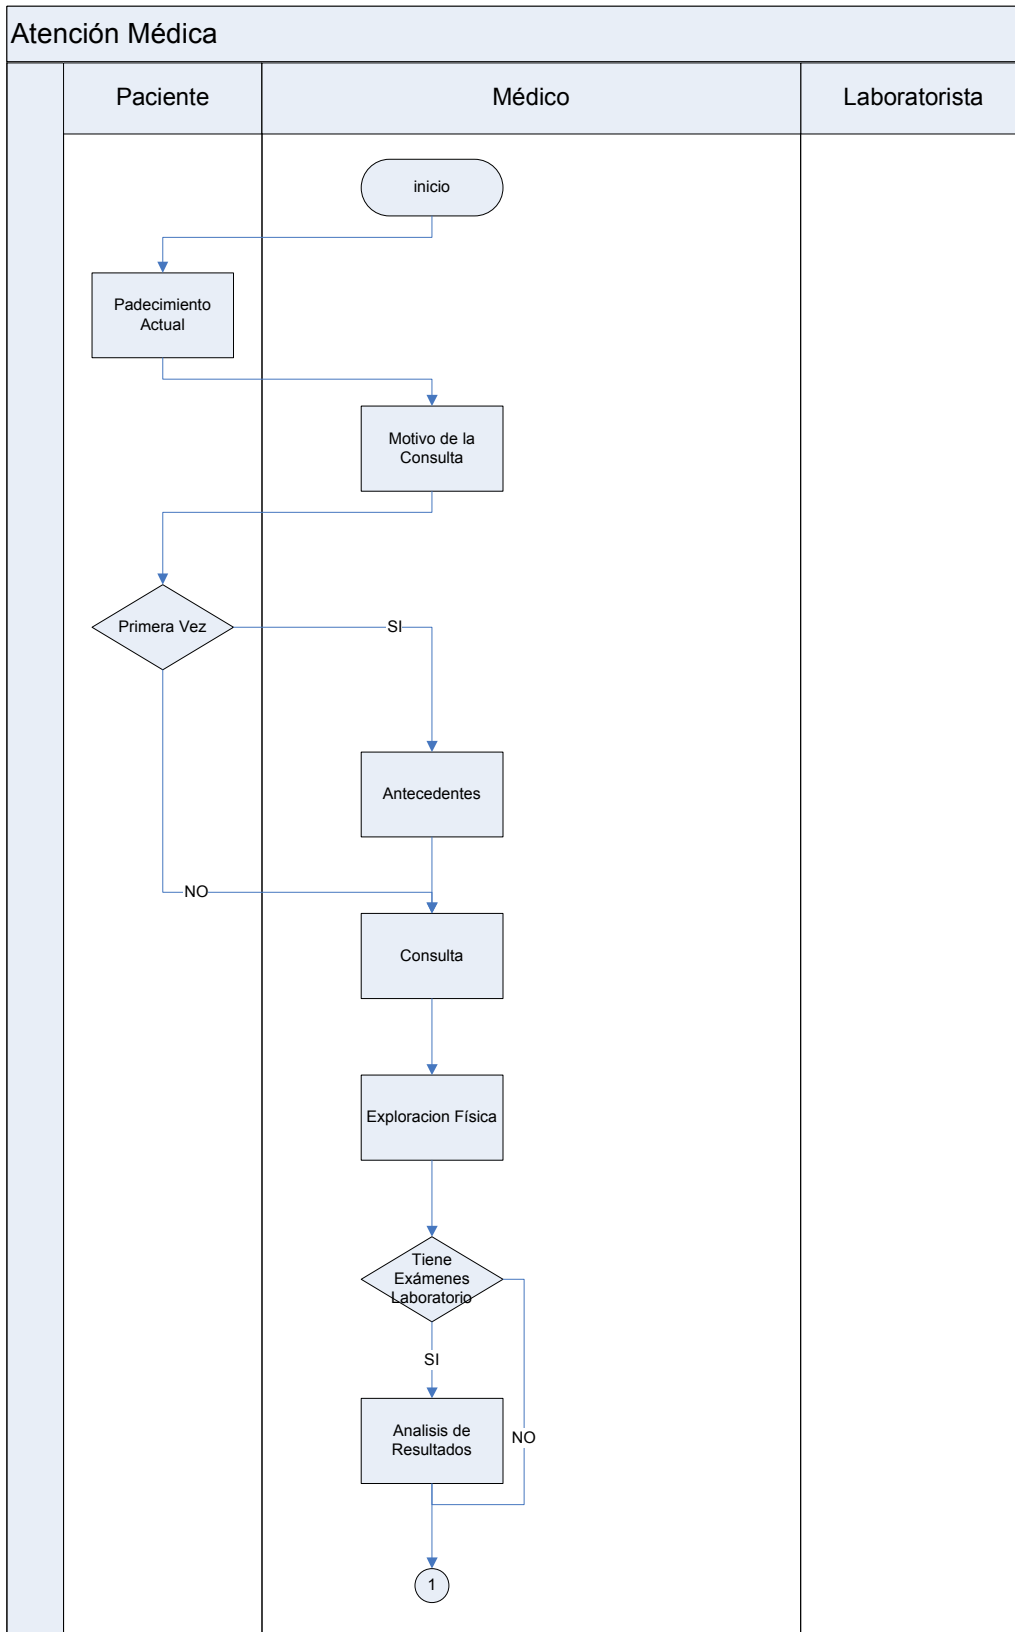 Atención Médica
Paciente
Médico
Laboratorista
inicio
Padecimiento
Actual
Motivo de la
Consulta
Primera Vez
SI
Antecedentes
NO
Consulta
Exploracion Física
Tiene
Exámenes
Laboratorio
SI
Analisis de
Resultados
NO
1